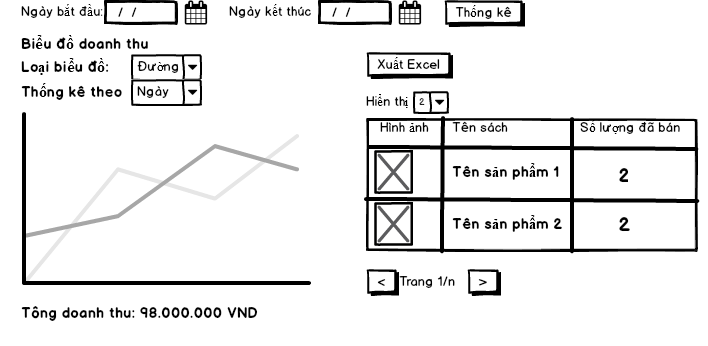 Ngày bắt đầu: / / Ngày kết thúc / / Thống kê
Biểu đồ doanh thu
Loại biểu đồ: Đường
Thống kê theo Ngày
Xuất Excel
Hiển thị 2
Hình ảnh Tên sách Số lượng đã bán
Tên sản phẩm 1 2
Tên sản phẩm 2 2
< Trang 1/n >
Tông doanh thu: 98.000.000 VND